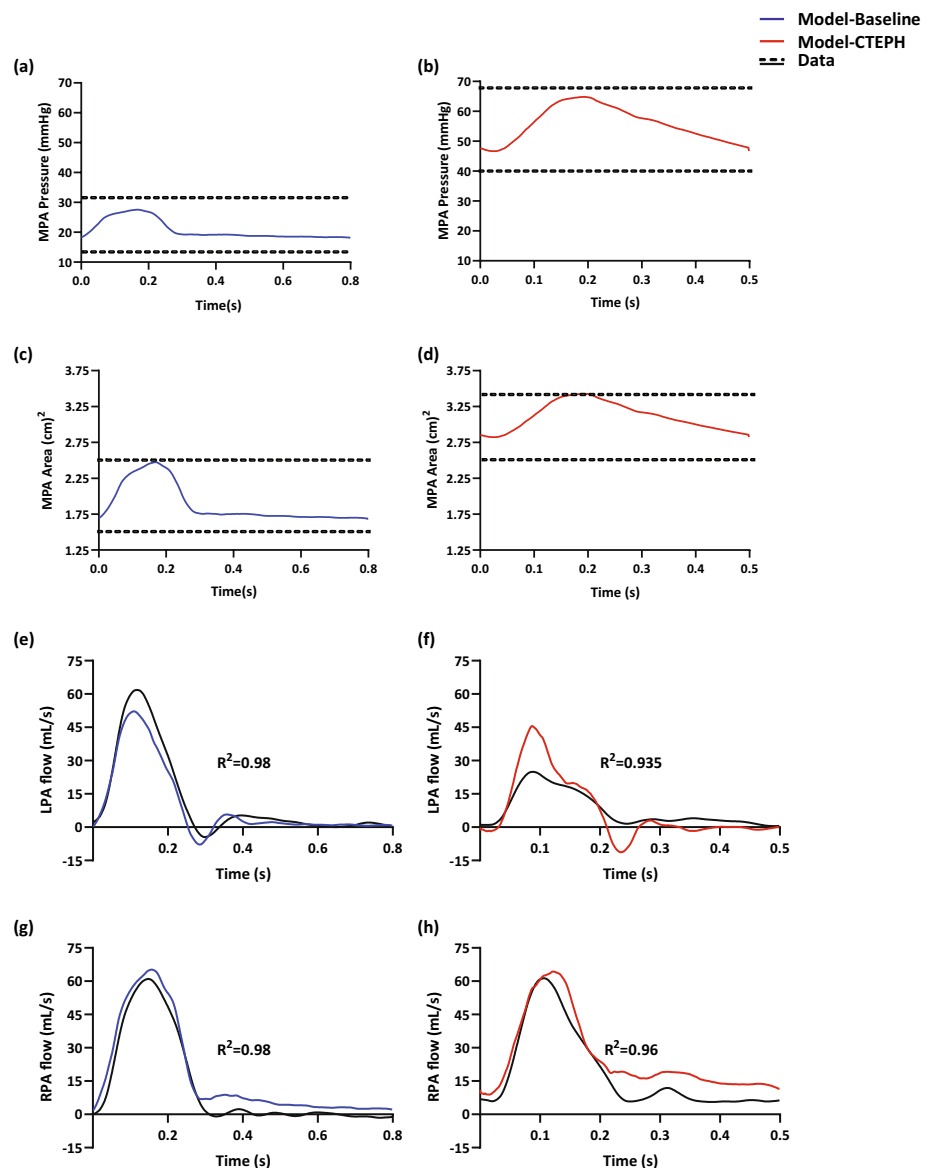 Model-Baseline
Model-CTEPH
Data
(a)
MPA Pressure (mmHg)
70
60
50
40
30
20
10
0.0 0.2 0.4 0.6 0.8
Time(s)
(b)
MPA Pressure (mmHg)
70
60
50
40
30
20
10
0.0 0.1 0.2 0.3 0.4 0.5
Time (s)
(c)
MPA Area (cm)²
3.75
3.25
2.75
2.25
1.75
1.25
0.0 0.2 0.4 0.6 0.8
Time(s)
(d)
MPA Area (cm)²
3.75
3.25
2.75
2.25
1.75
1.25
0.0 0.1 0.2 0.3 0.4 0.5
Time (s)
(e)
LPA flow (mL/s)
75
60
45
30
15
0
-15
R²=0.98
0.2 0.4 0.6 0.8
Time (s)
(f)
LPA flow (mL/s)
75
60
45
30
15
0
-15
R²=0.935
0.1 0.2 0.3 0.4 0.5
Time (s)
(g)
RPA flow (mL/s)
75
60
45
30
15
0
-15
R²=0.98
0.2 0.4 0.6 0.8
Time (s)
(h)
RPA flow (mL/s)
75
60
45
30
15
0
-15
R²=0.96
0.1 0.2 0.3 0.4 0.5
Time (s)